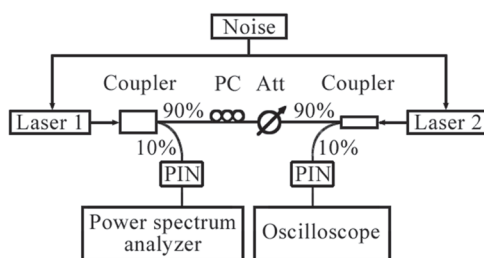 Noise
Coupler PC Att Coupler
Laser 1 90% 90% Laser 2
10% 10%
PIN PIN
Power spectrum
analyzer
Oscilloscope